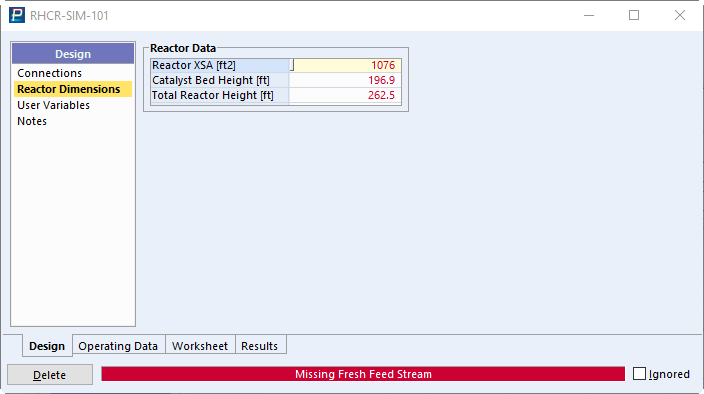 RHCR-SIM-101
Design
Connections
Reactor Dimensions
User Variables
Notes
Reactor Data
Reactor XSA [ft2] 1076
Catalyst Bed Height [ft] 196.9
Total Reactor Height [ft] 262.5
Design Operating Data Worksheet Results
Delete Missing Fresh Feed Stream Ignored